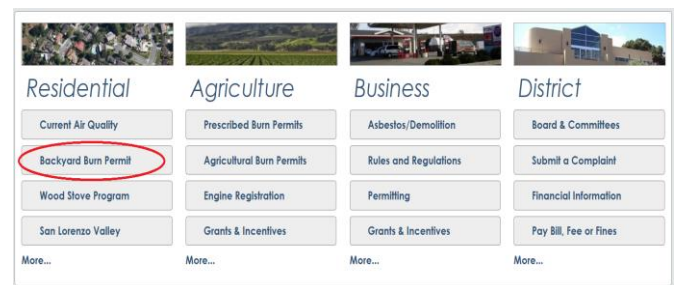 Residential
Current Air Quality
Backyard Burn Permit
Wood Stove Program
San Lorenzo Valley
More...
Agriculture
Prescribed Burn Permits
Agricultural Burn Permits
Engine Registration
Grants & Incentives
More...
Business
Asbestos/Demolition
Rules and Regulations
Permitting
Grants & Incentives
More...
District
Board & Committees
Submit a Complaint
Financial Information
Pay Bill, Fee or Fines
More...